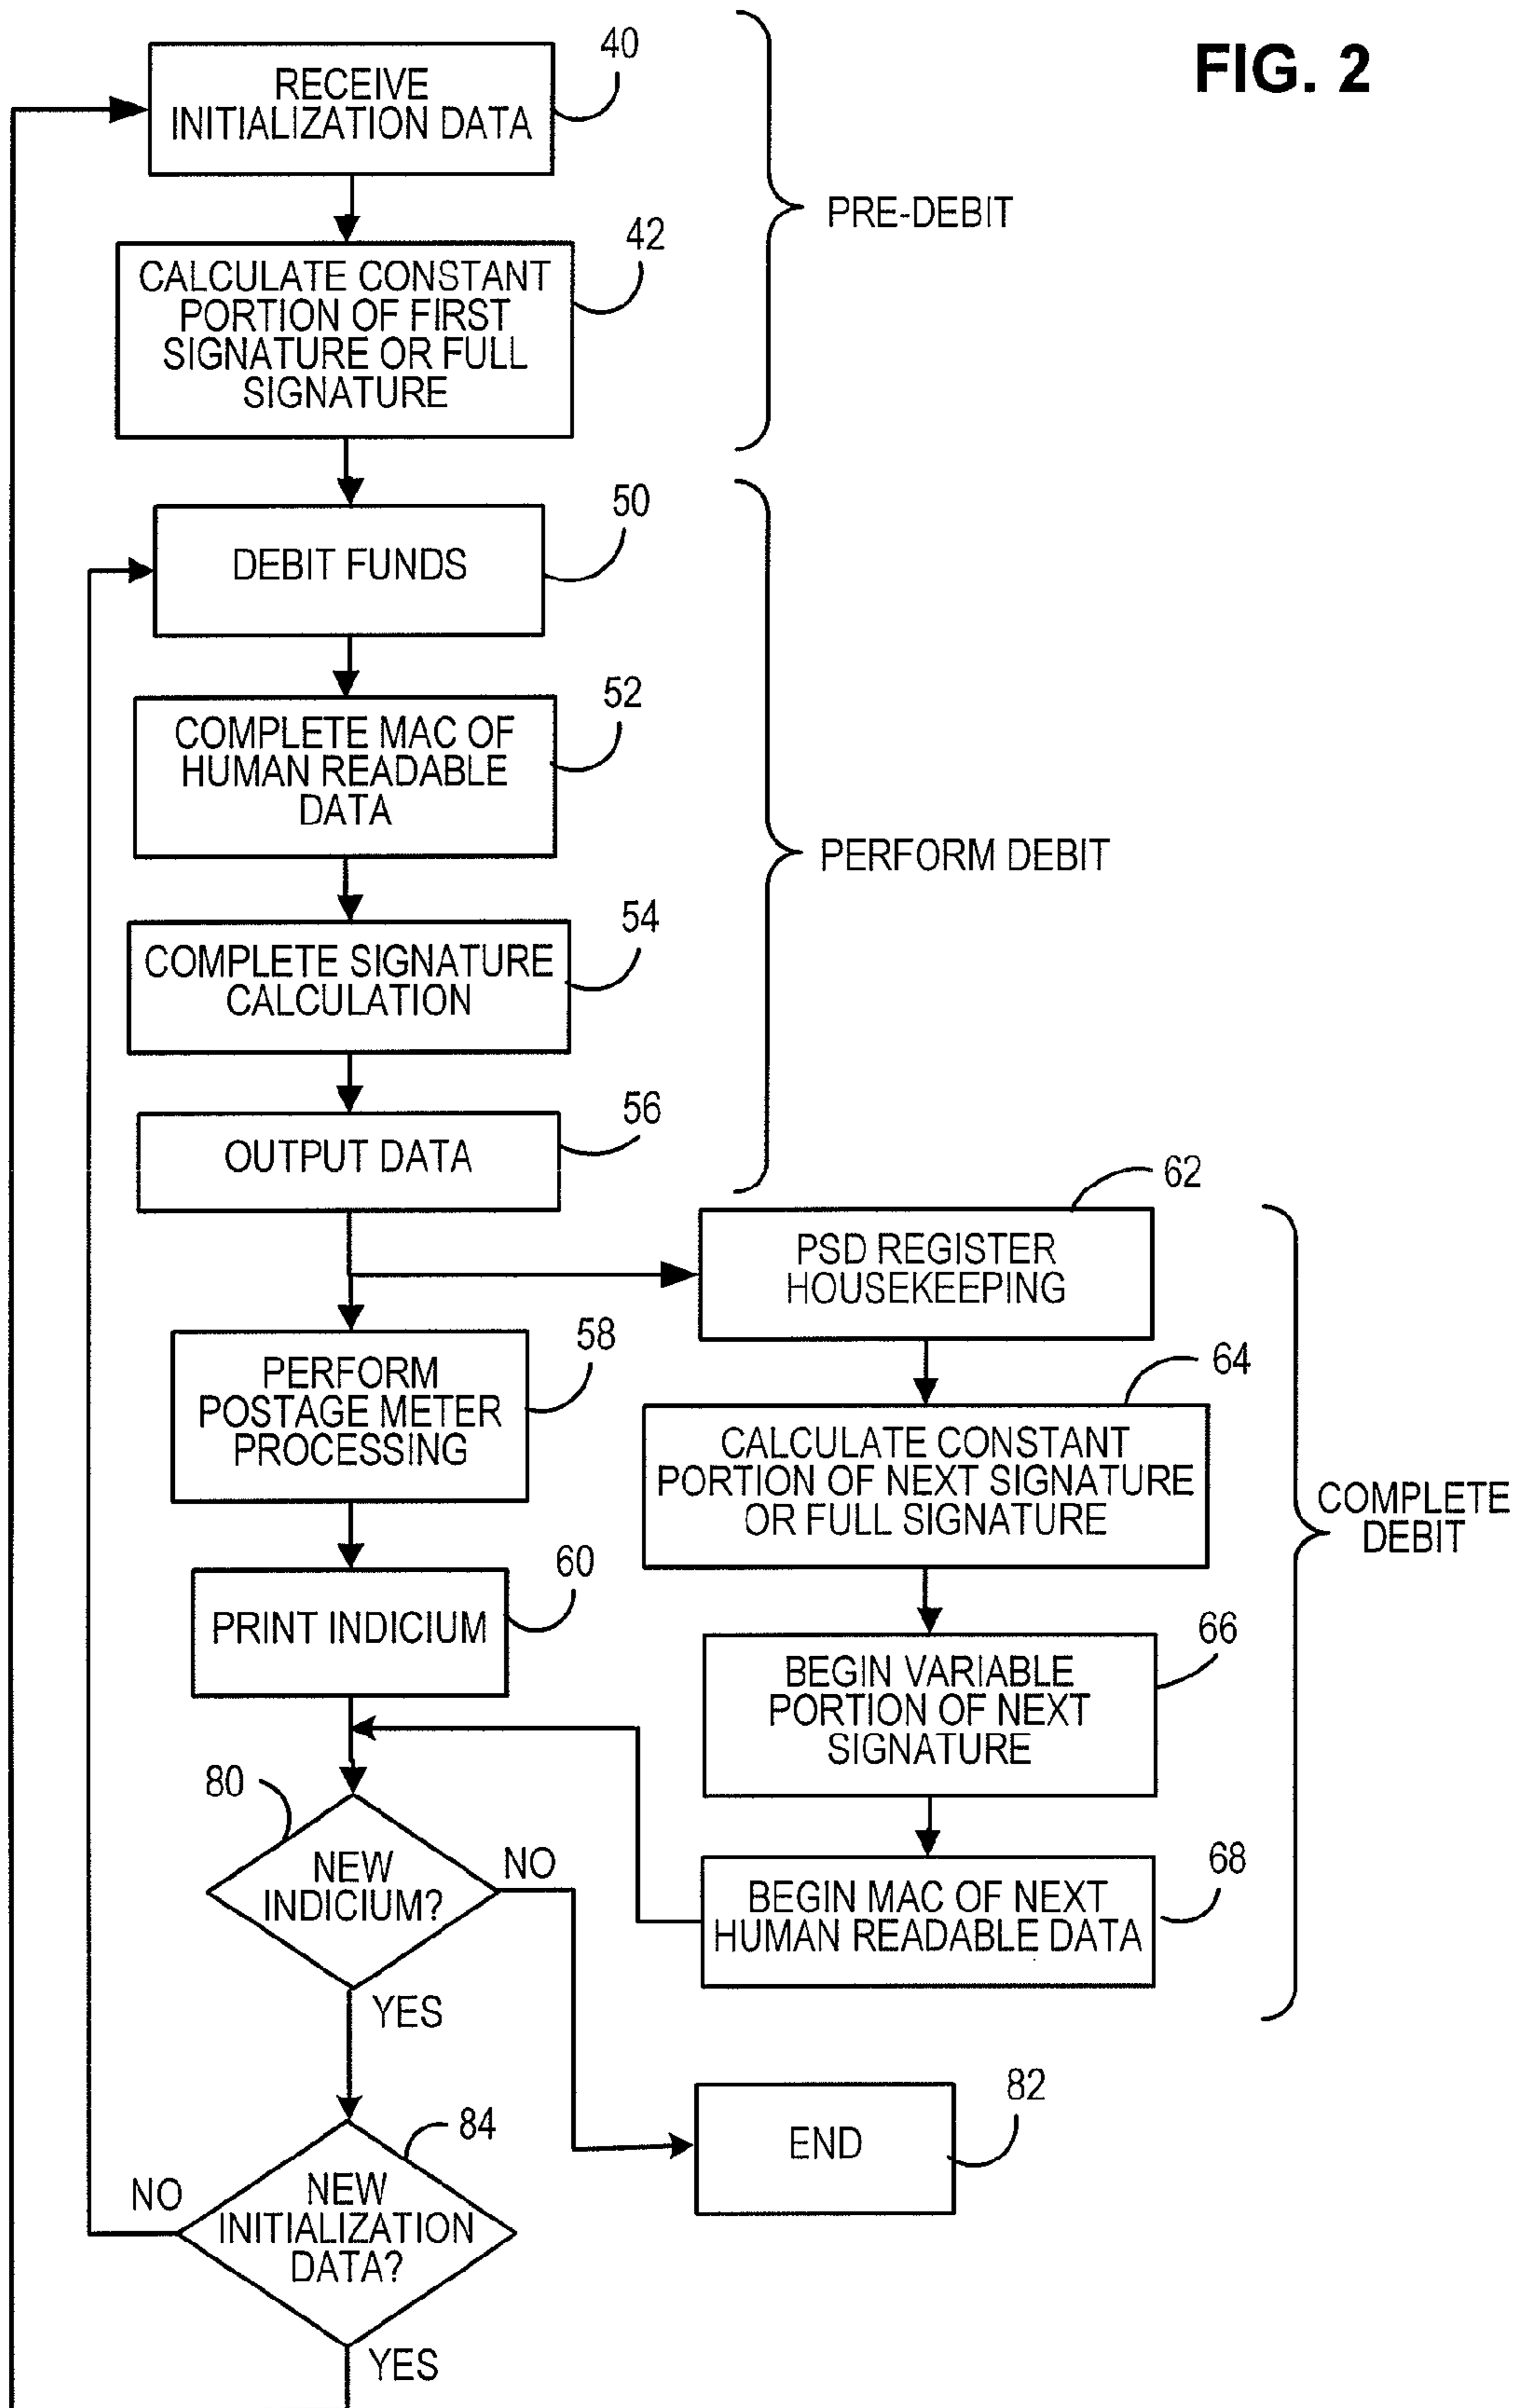 FIG. 2
40
RECEIVE
INITIALIZATION DATA
PRE-DEBIT
42
CALCULATE CONSTANT
PORTION OF FIRST
SIGNATURE OR FULL
SIGNATURE
50
DEBIT FUNDS
52
COMPLETE MAC OF
HUMAN READABLE
DATA
PERFORM DEBIT
54
COMPLETE SIGNATURE
CALCULATION
56
OUTPUT DATA
62
PSD REGISTER
HOUSEKEEPING
58
PERFORM
POSTAGE METER
PROCESSING
64
CALCULATE CONSTANT
PORTION OF NEXT SIGNATURE
OR FULL SIGNATURE
COMPLETE
DEBIT
60
PRINT INDICIUM
66
BEGIN VARIABLE
PORTION OF NEXT
SIGNATURE
80
NEW
INDICIUM?
NO
YES
68
BEGIN MAC OF NEXT
HUMAN READABLE DATA
82
END
84
NEW
INITIALIZATION
DATA?
NO
YES